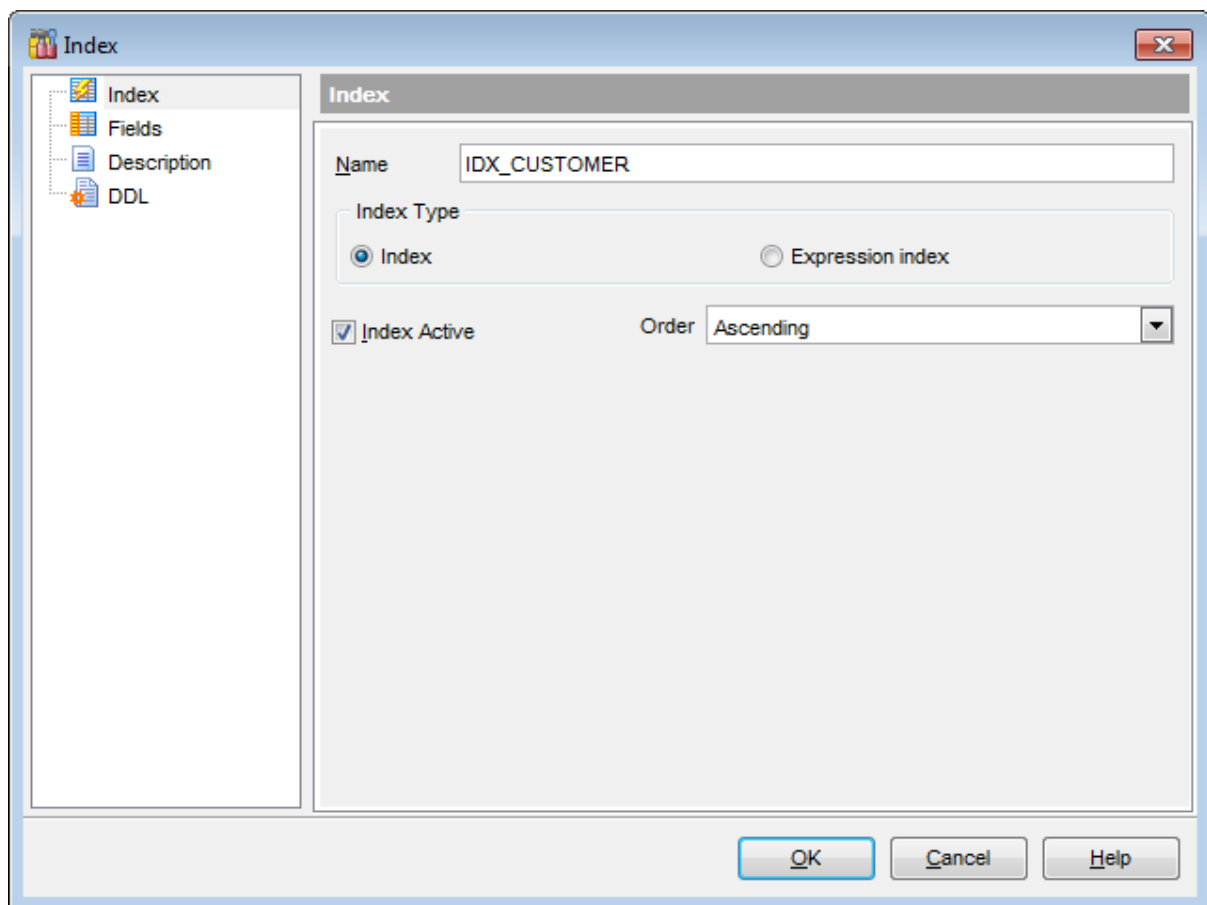 Index
Index
Fields
Description
DDL
Index
Name IDX_CUSTOMER
Index Type
Index Expression index
Index Active Order Ascending
OK Cancel Help